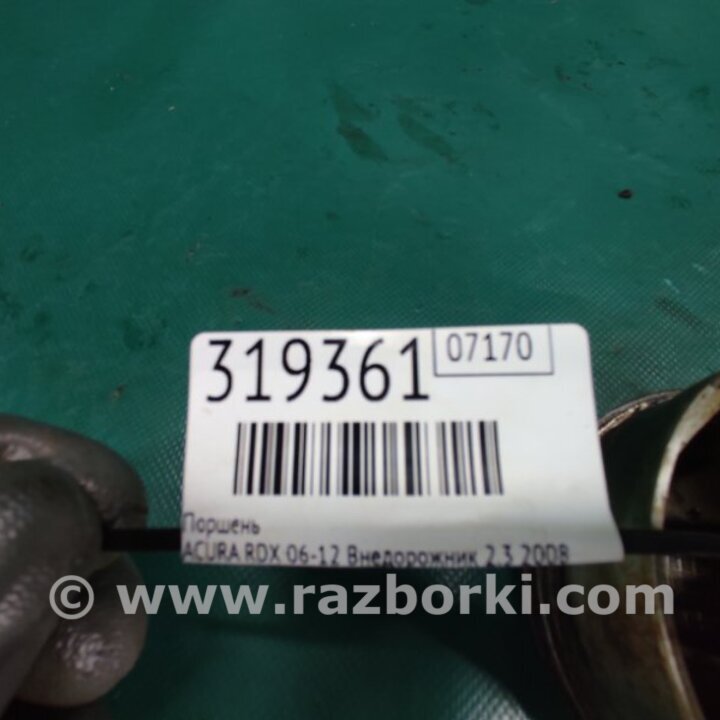 319361
07170
Поршень
ACURA RDX 06-12 Внедорожник 2.3 2008
© www.razborki.com